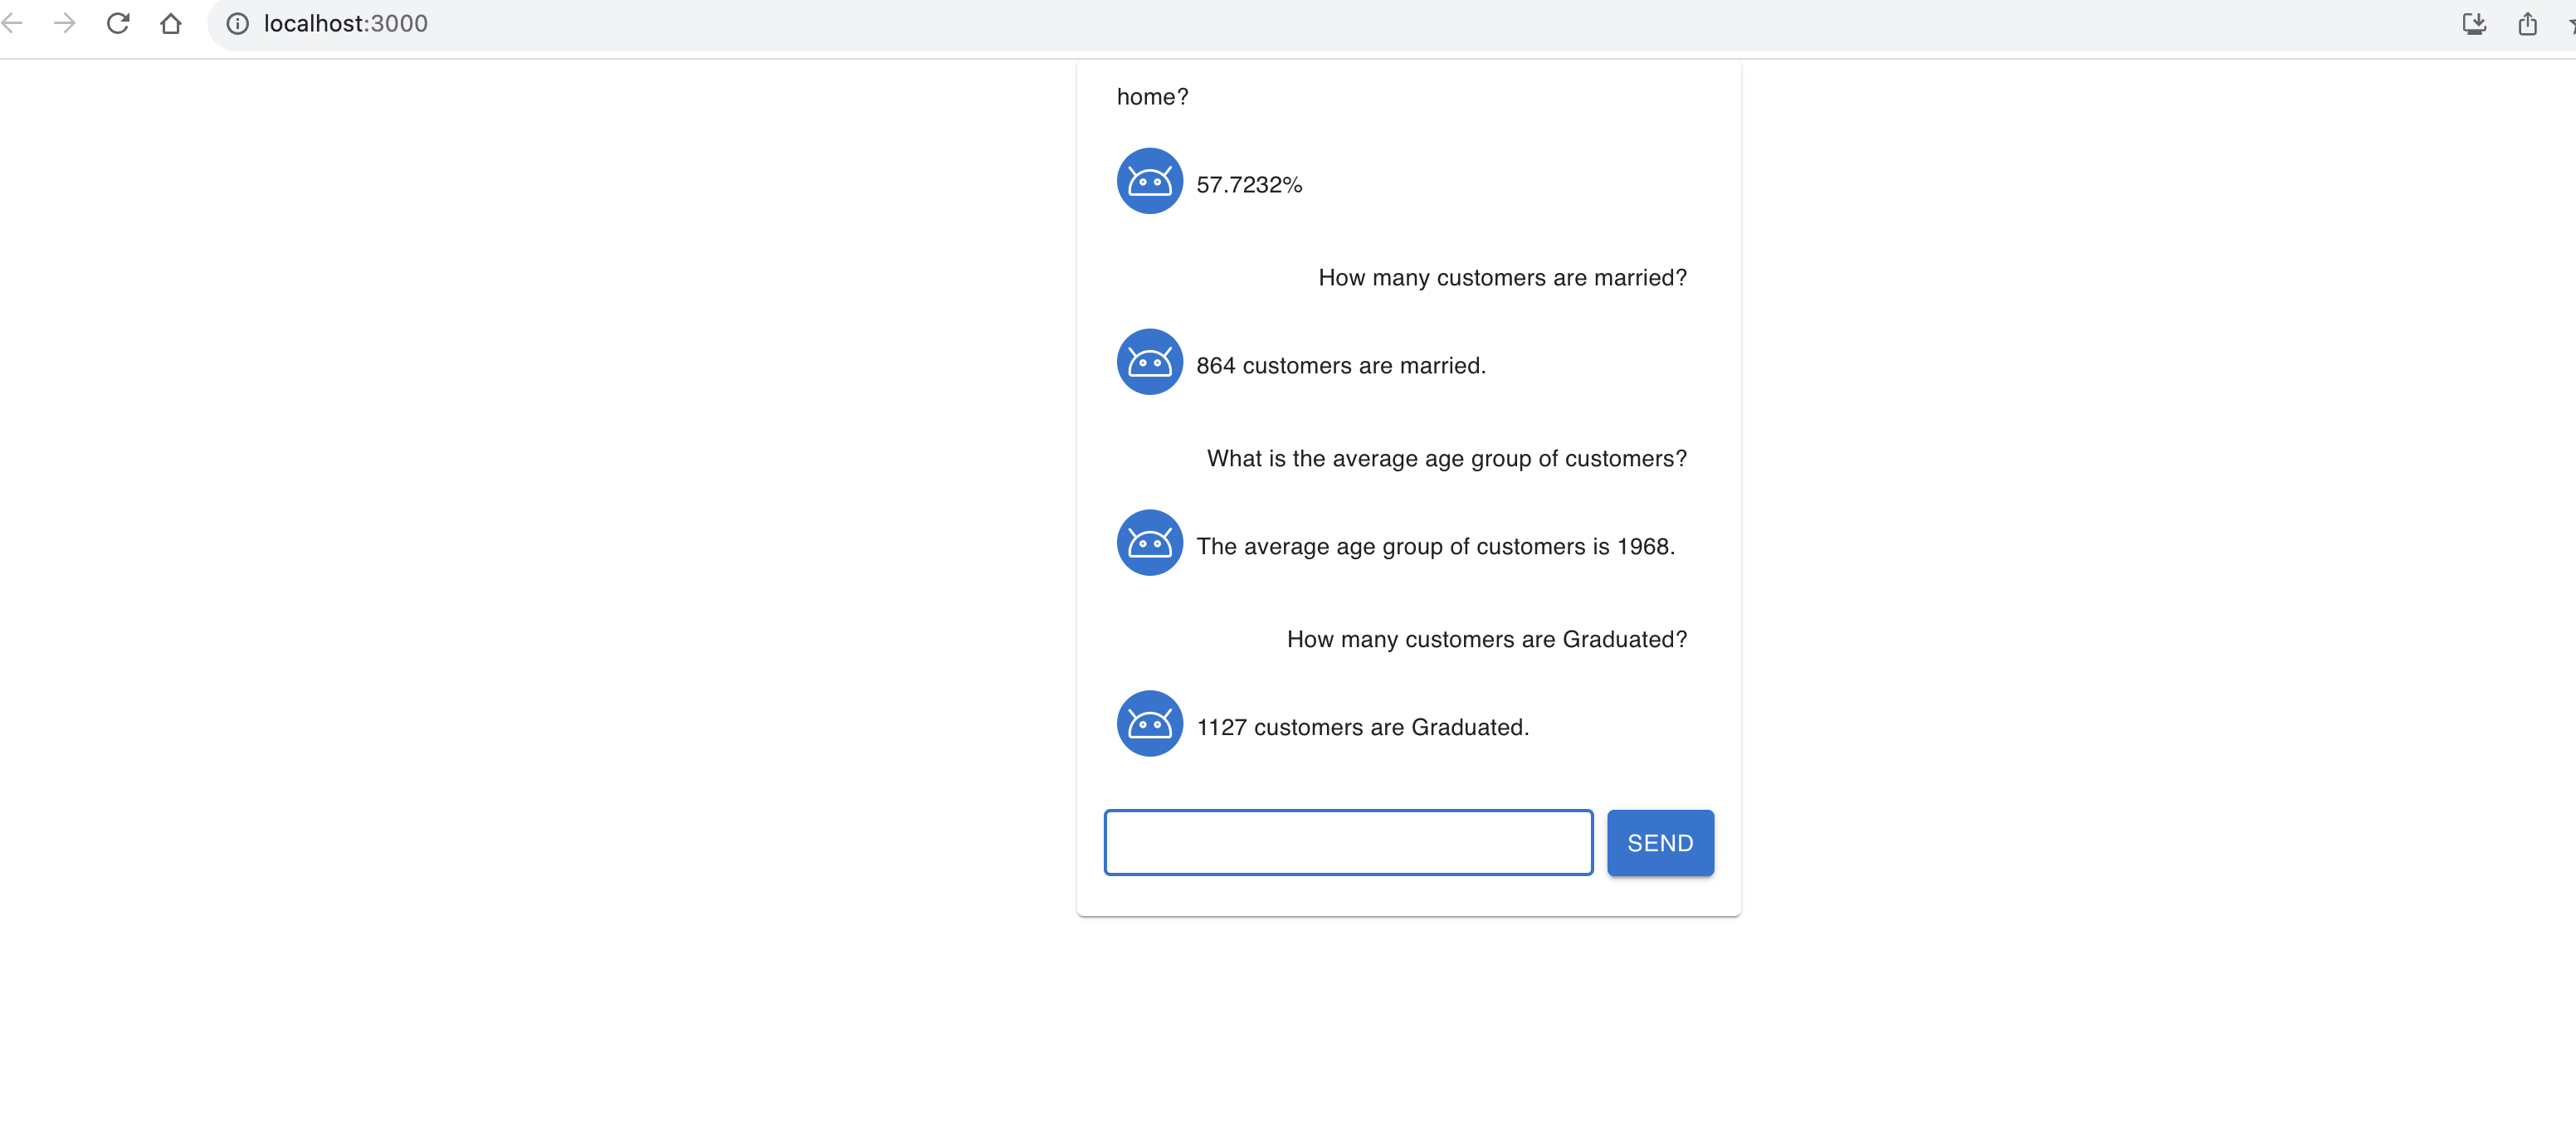 localhost:3000
home?
57.7232%
How many customers are married?
864 customers are married.
What is the average age group of customers?
The average age group of customers is 1968.
How many customers are Graduated?
1127 customers are Graduated.
SEND